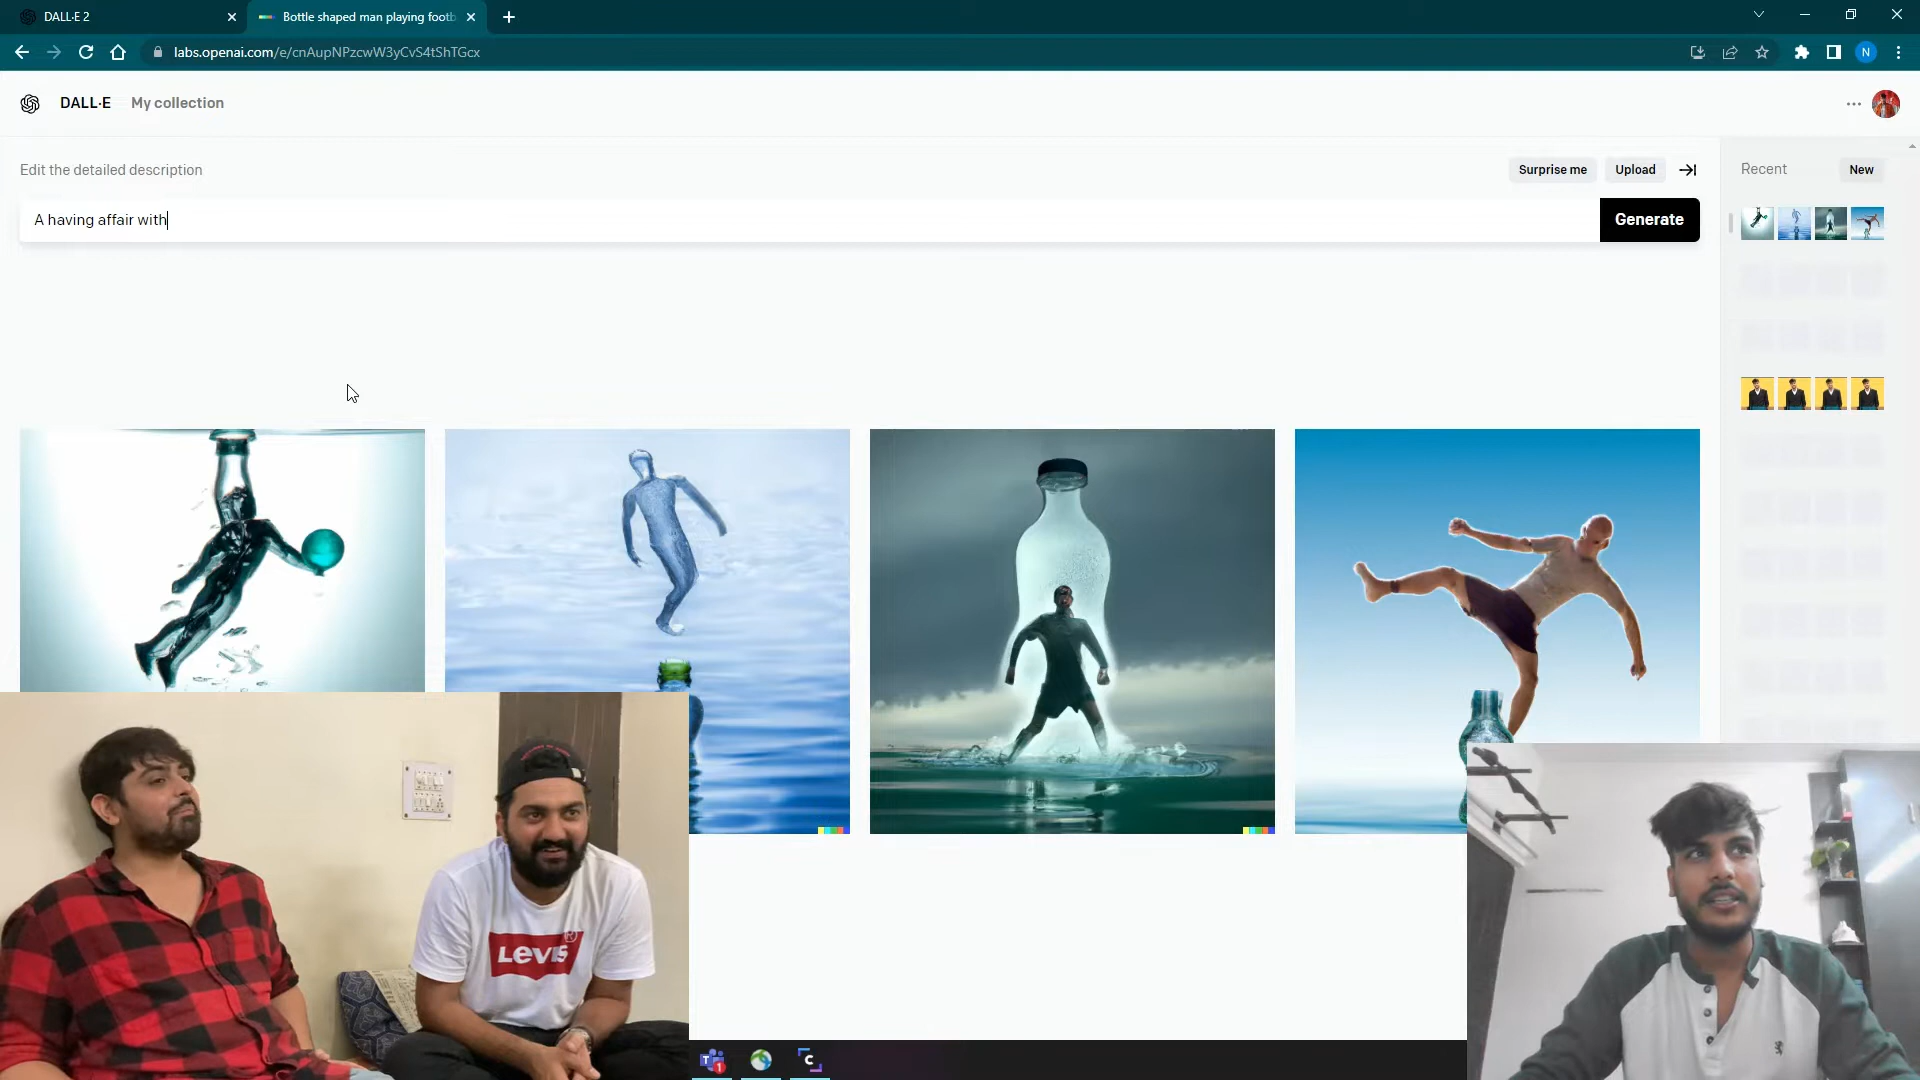 DALL·E 2
Bottle shaped man playing footb
labs.openai.com/e/cnAupNPzcwW3yCvS4tShTGcx
N
DALL·E
My collection
Edit the detailed description
Surprise me
Upload
Recent
New
A having affair with
Generate
LEVI'S
T
1
C